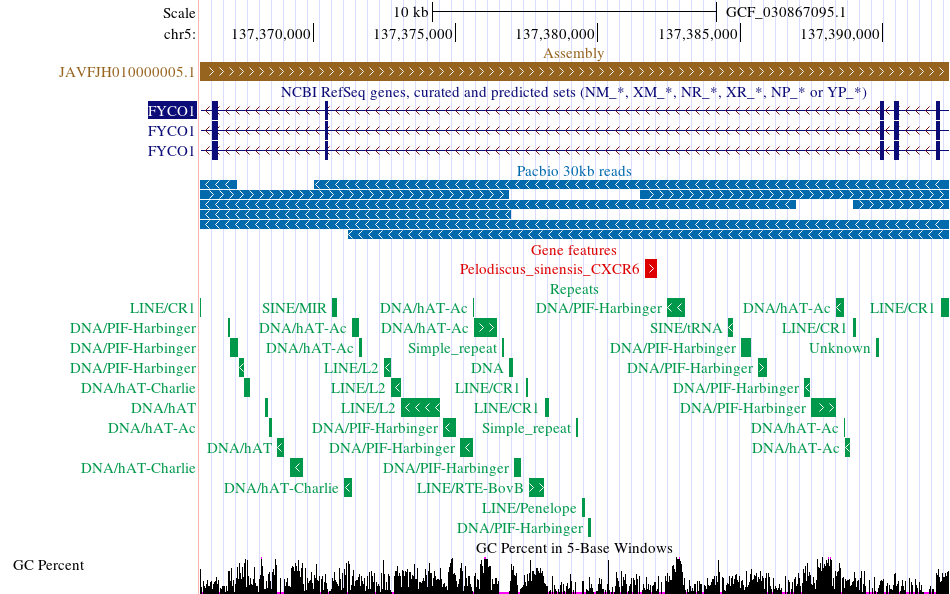 Scale 10 kb GCF_030867095.1
chr5: 137,370,000 137,375,000 137,380,000 137,385,000 137,390,000
Assembly
JAVFJH010000005.1
NCBI RefSeq genes, curated and predicted sets (NM_*, XM_*, NR_*, XR_*, NP_* or YP_*)
FYCO1
FYCO1
FYCO1
Pacbio 30kb reads
Gene features
Pelodiscus_sinensis_CXCR6
Repeats
LINE/CR1 SINE/MIR DNA/hAT-Ac DNA/PIF-Harbinger DNA/hAT-Ac LINE/CR1
DNA/PIF-Harbinger DNA/hAT-Ac DNA/hAT-Ac SINE/tRNA LINE/CR1
DNA/PIF-Harbinger DNA/hAT-Ac Simple_repeat DNA/PIF-Harbinger Unknown
DNA/PIF-Harbinger LINE/L2 DNA DNA/PIF-Harbinger
DNA/hAT-Charlie LINE/L2 LINE/CR1 DNA/PIF-Harbinger
DNA/hAT LINE/L2 LINE/CR1 DNA/PIF-Harbinger
DNA/hAT-Ac DNA/PIF-Harbinger Simple_repeat DNA/hAT-Ac
DNA/hAT DNA/PIF-Harbinger DNA/hAT-Ac
DNA/hAT-Charlie DNA/PIF-Harbinger
DNA/hAT-Charlie LINE/RTE-BovB
LINE/Penelope
DNA/PIF-Harbinger
GC Percent in 5-Base Windows
GC Percent